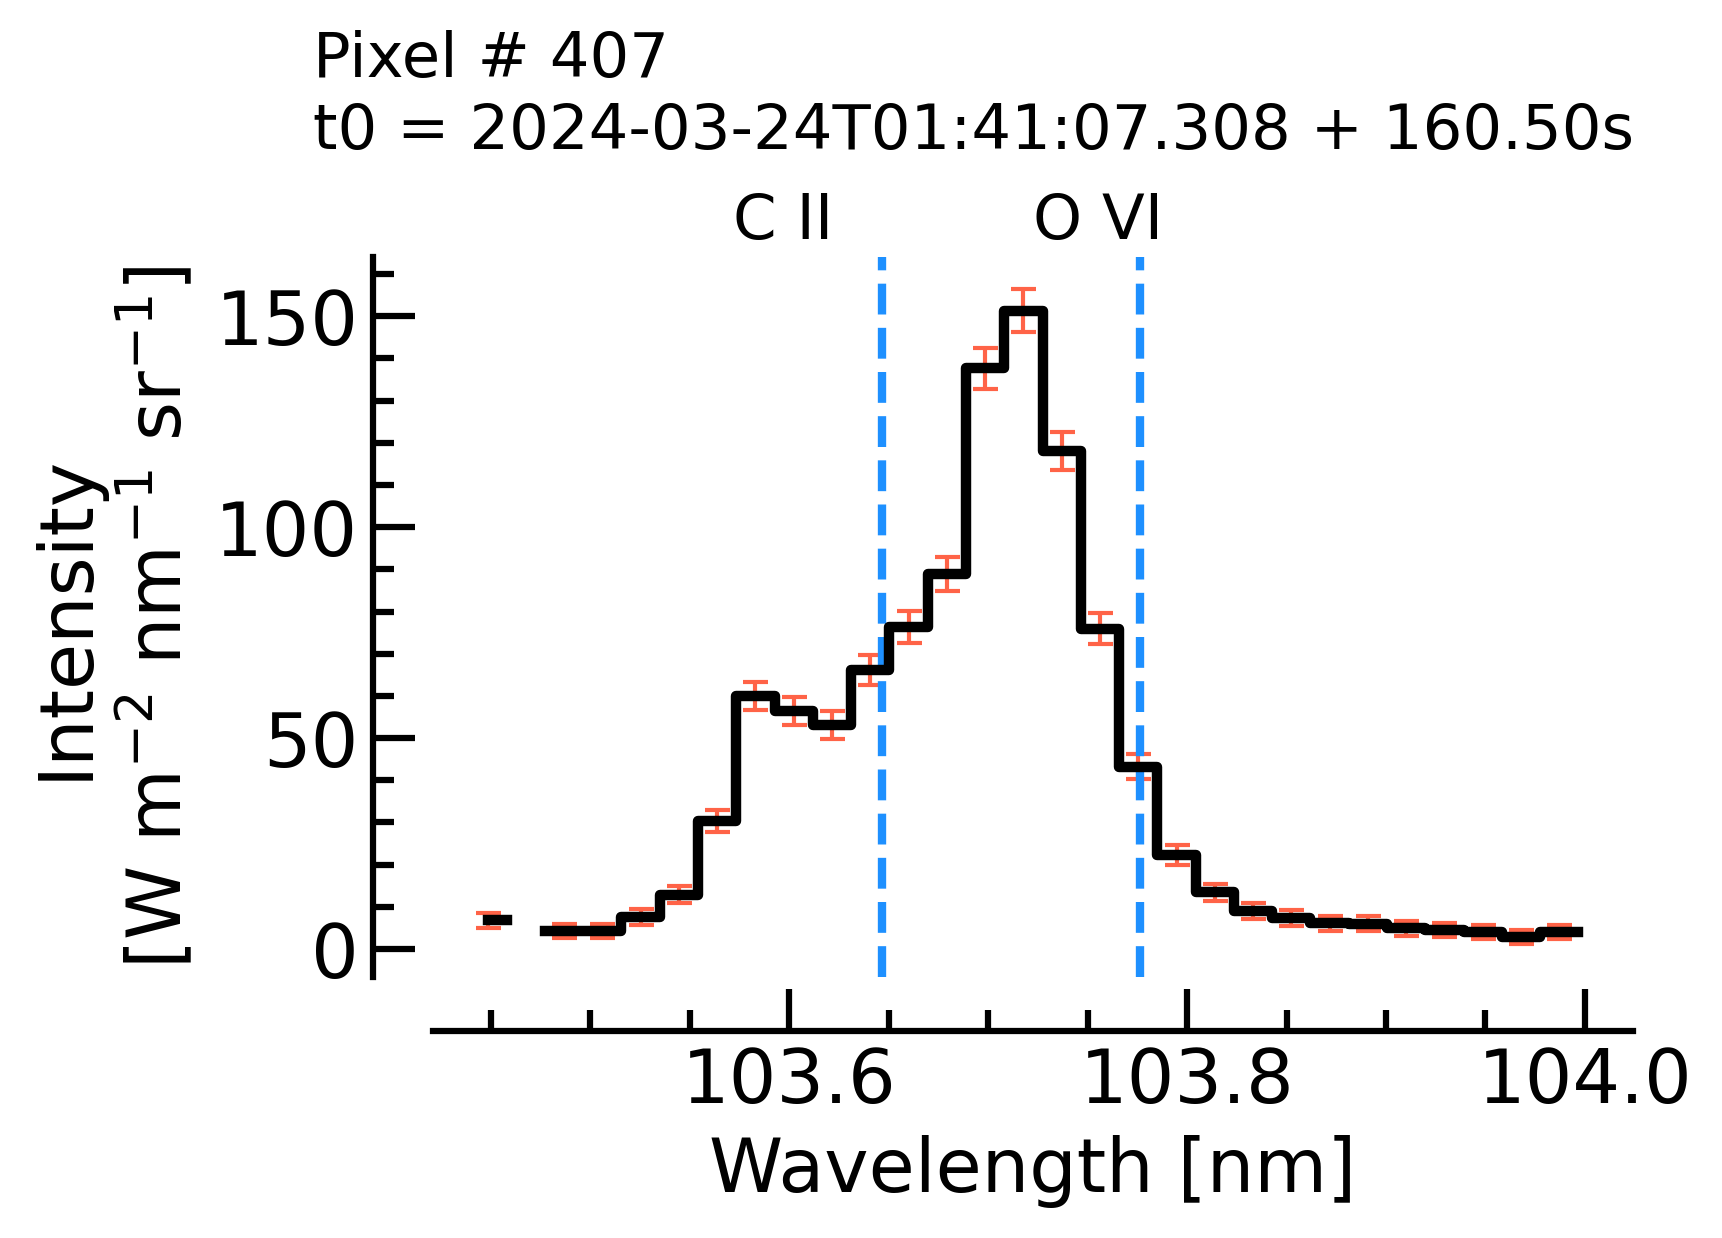 Pixel # 407
t0 = 2024-03-24T01:41:07.308 + 160.50s
C II O VI
Intensity
[W m⁻² nm⁻¹ sr⁻¹]
150
100
50
0
103.6 103.8 104.0
Wavelength [nm]